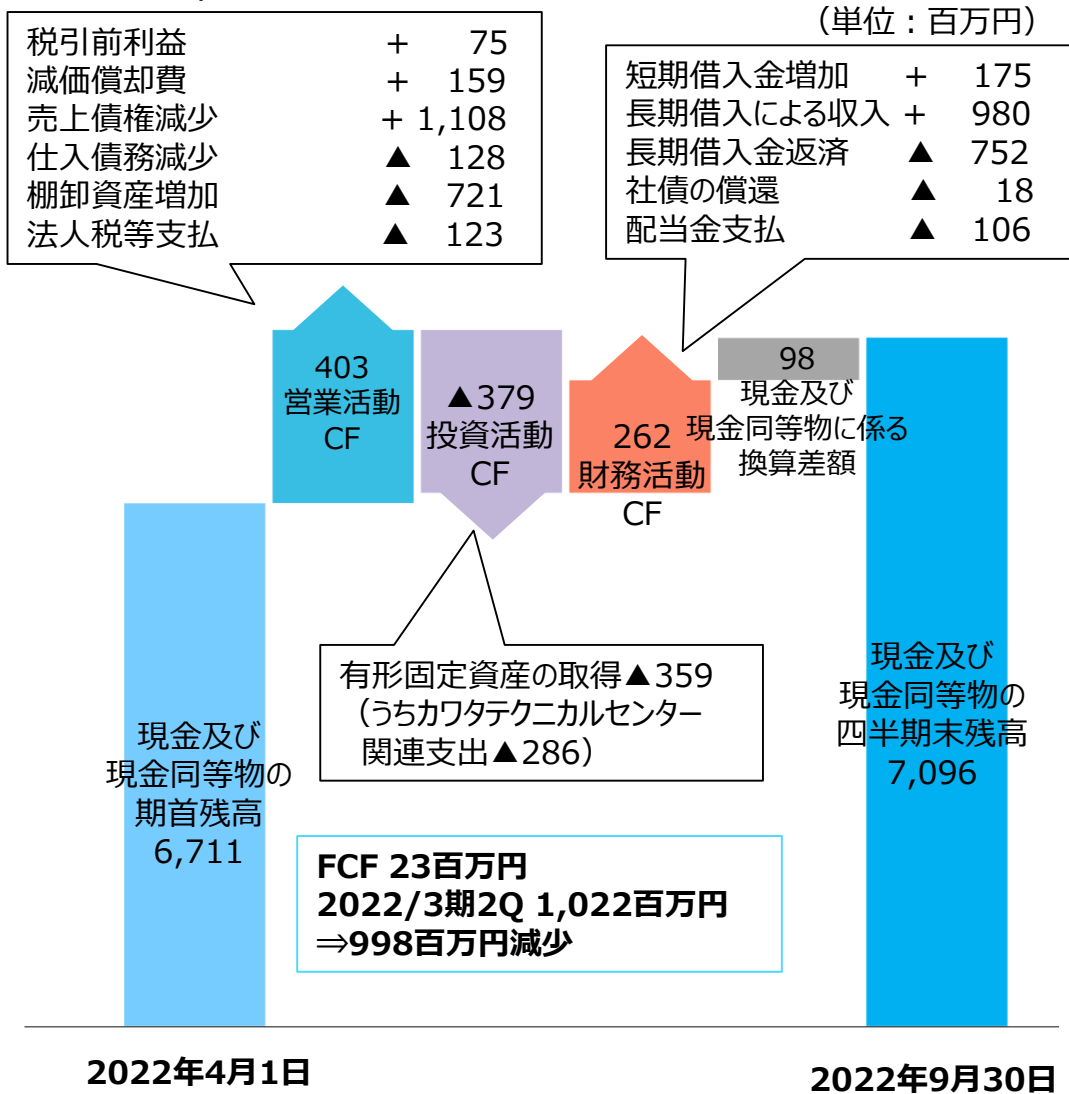 (単位:百万円)
税引前利益 + 75
減価償却費 + 159
売上債権減少 + 1,108
仕入債務減少 ▲ 128
棚卸資産増加 ▲ 721
法人税等支払 ▲ 123
短期借入金増加 + 175
長期借入による収入 + 980
長期借入金返済 ▲ 752
社債の償還 ▲ 18
配当金支払 ▲ 106
403
営業活動
CF
▲379
投資活動
CF
262
財務活動
CF
98
現金及び
現金同等物に係る
換算差額
有形固定資産の取得▲359
(うちカワタテクニカルセンター
関連支出▲286)
現金及び
現金同等物の
期首残高
6,711
現金及び
現金同等物の
四半期末残高
7,096
FCF 23百万円
2022/3期2Q 1,022百万円
⇒998百万円減少
2022年4月1日
2022年9月30日